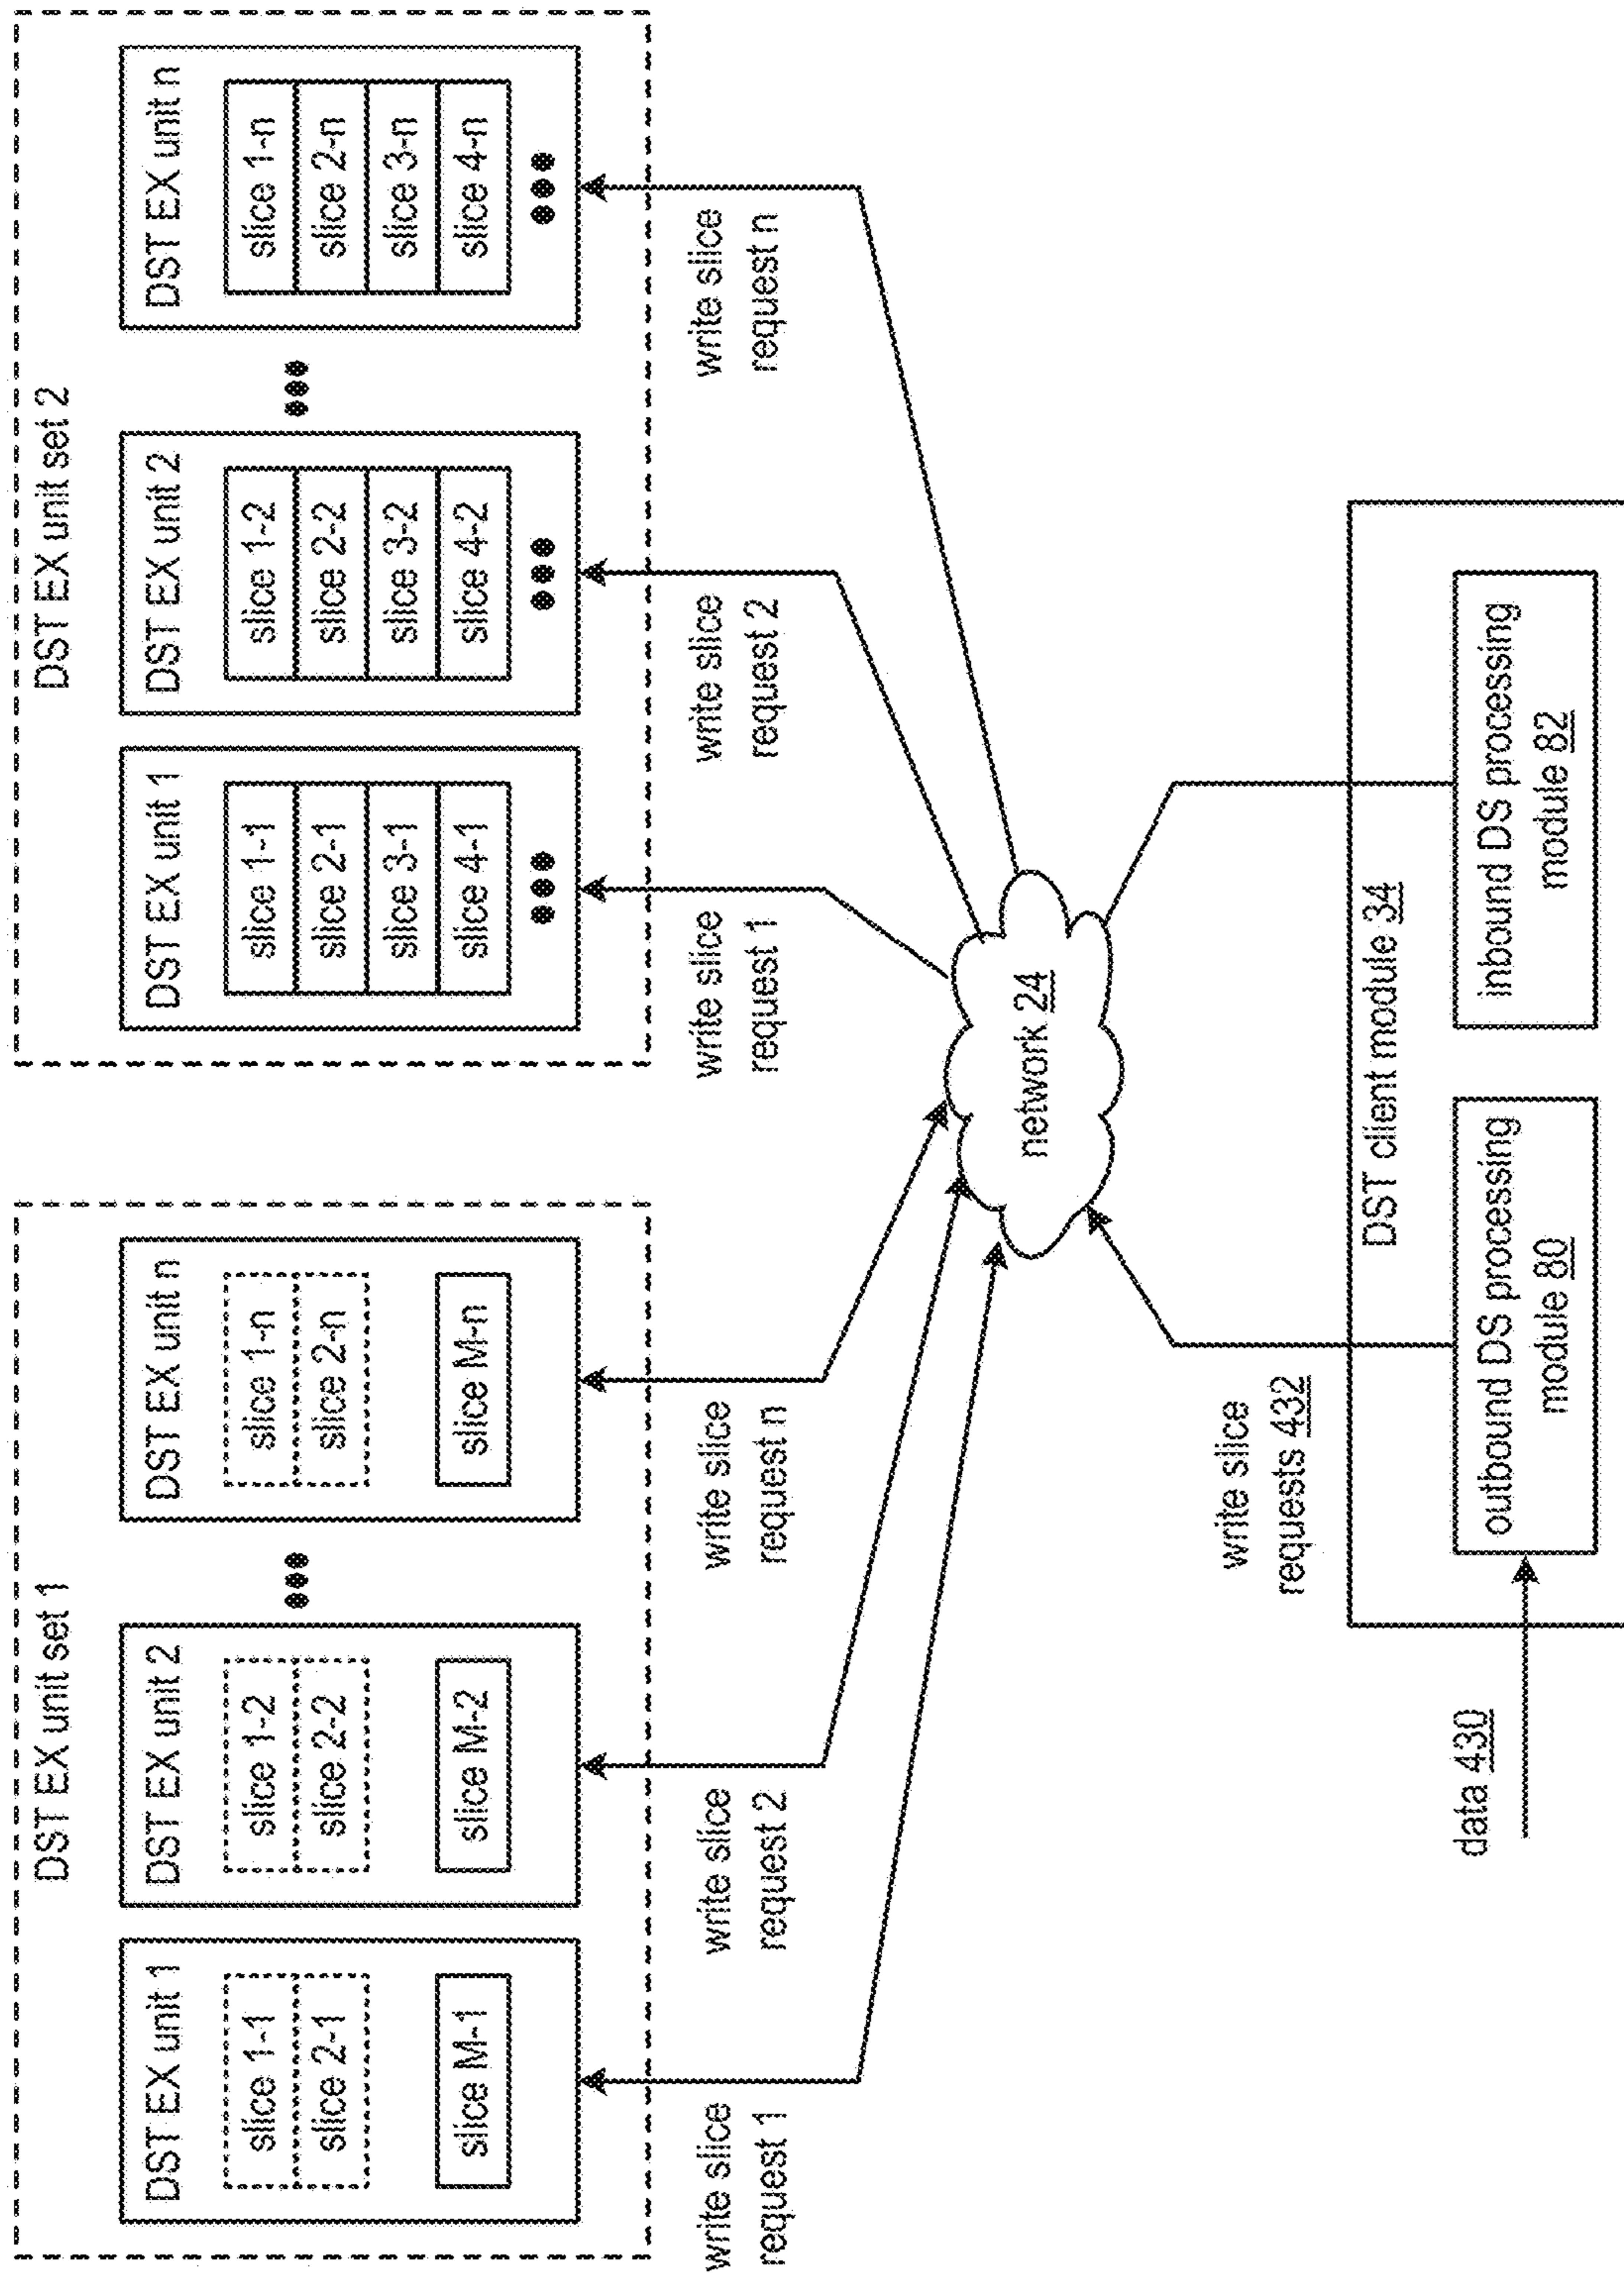 DST EX unit set 1
DST EX unit 1
slice 1-1
slice 2-1
slice M-1
DST EX unit 2
slice 1-2
slice 2-2
slice M-2
DST EX unit n
slice 1-n
slice 2-n
slice M-n
DST EX unit set 2
DST EX unit 1
slice 1-1
slice 2-1
slice 3-1
slice 4-1
DST EX unit 2
slice 1-2
slice 2-2
slice 3-2
slice 4-2
DST EX unit n
slice 1-n
slice 2-n
slice 3-n
slice 4-n
write slice
request 1
write slice
request 2
write slice
request n
write slice
request 1
write slice
request 2
write slice
request n
network 24
write slice
requests 432
DST client module 34
data 430
outbound DS processing
module 80
inbound DS processing
module 82